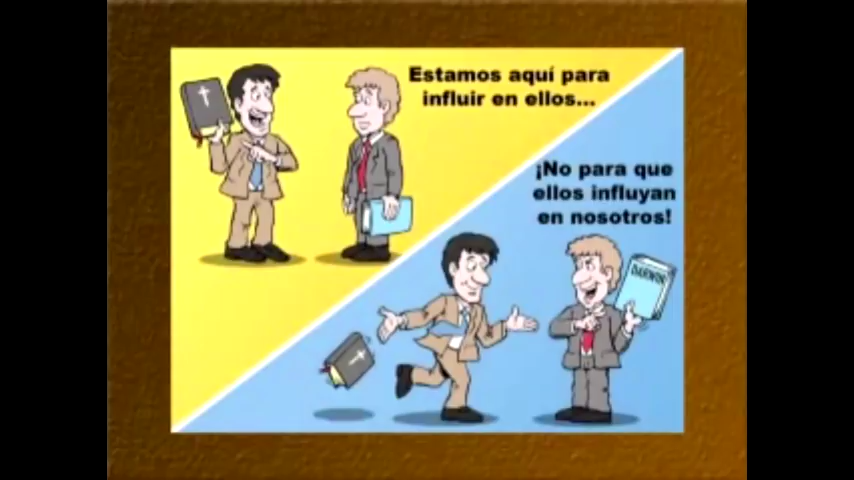 Estamos aquí para
influir en ellos...
¡No para que
ellos influyan
en nosotros!
DARWIN